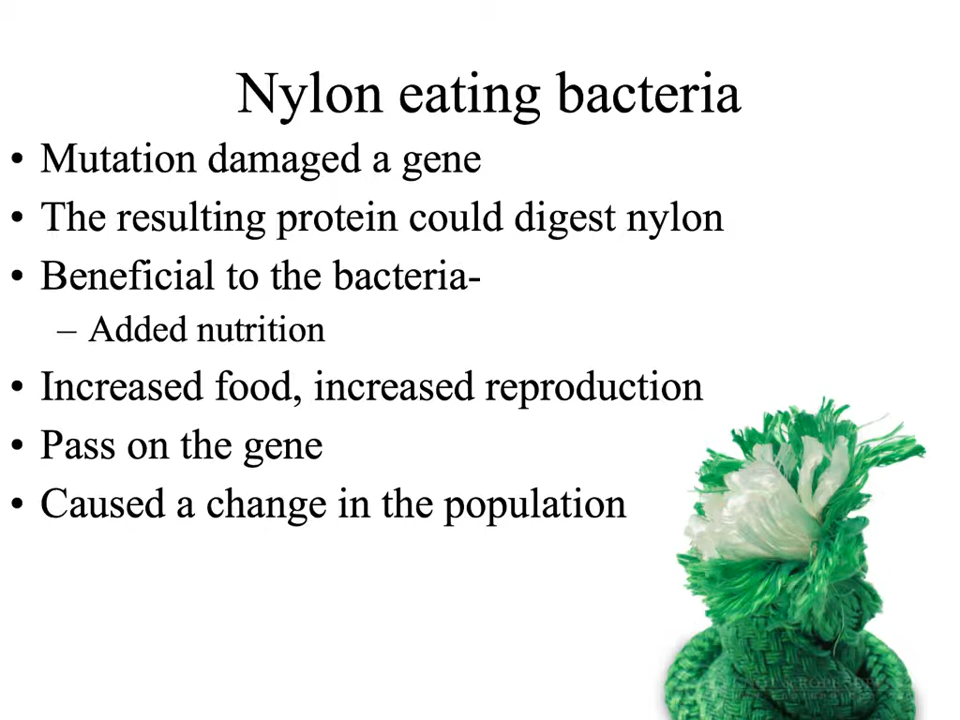 Nylon eating bacteria
• Mutation damaged a gene
• The resulting protein could digest nylon
• Beneficial to the bacteria-
– Added nutrition
• Increased food, increased reproduction
• Pass on the gene
• Caused a change in the population